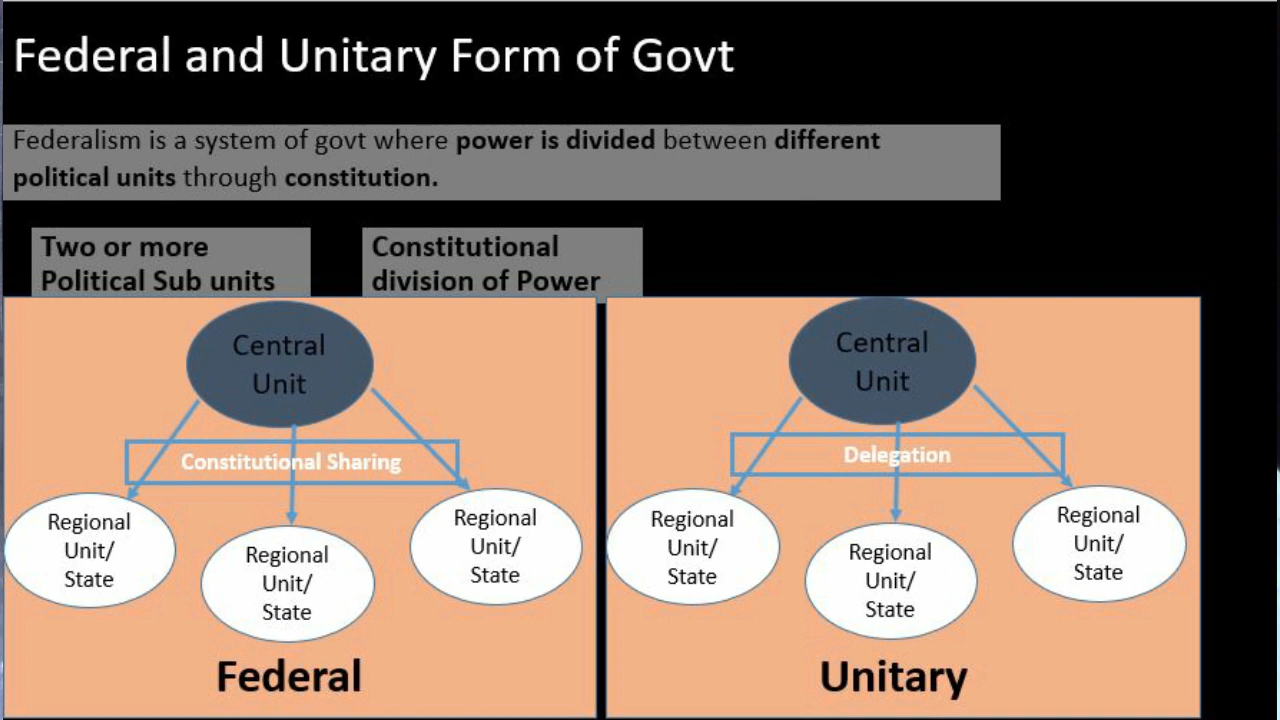 Federal and Unitary Form of Govt
Federalism is a system of govt where power is divided between different
political units through constitution.
Two or more
Political Sub units
Constitutional
division of Power
Central
Unit
Constitutional Sharing
Regional
Unit/
State
Regional
Unit/
State
Regional
Unit/
State
Federal
Central
Unit
Delegation
Regional
Unit/
State
Regional
Unit/
State
Regional
Unit/
State
Unitary